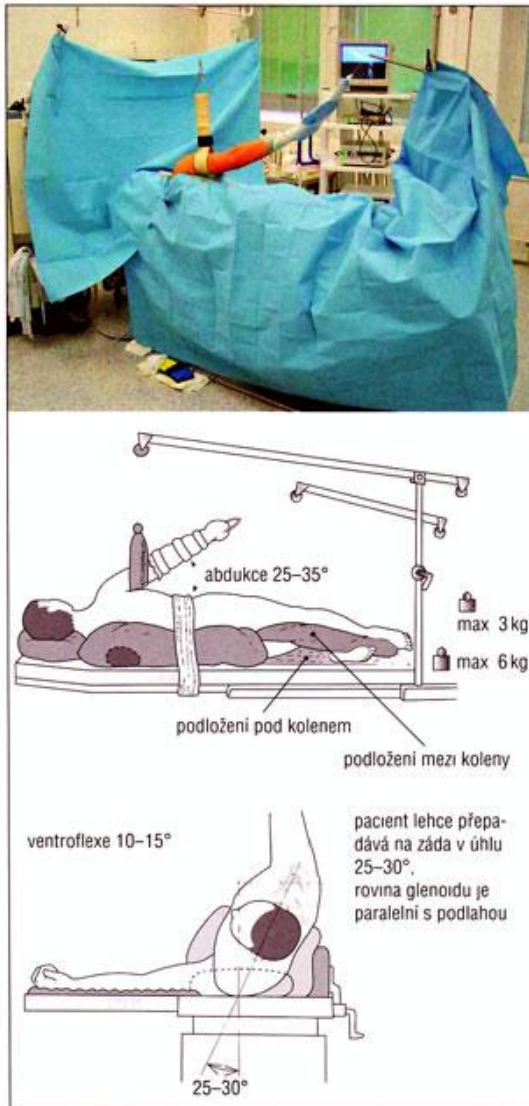 abdukce 25–35°
max 3 kg
max 6 kg
podložení pod kolenem
podložení mezi koleny
ventroflexe 10–15°
pacient lehce přepa-
dává na záda v úhlu
25–30°.
rovina glenoidu je
paralelní s podlahou
25–30°